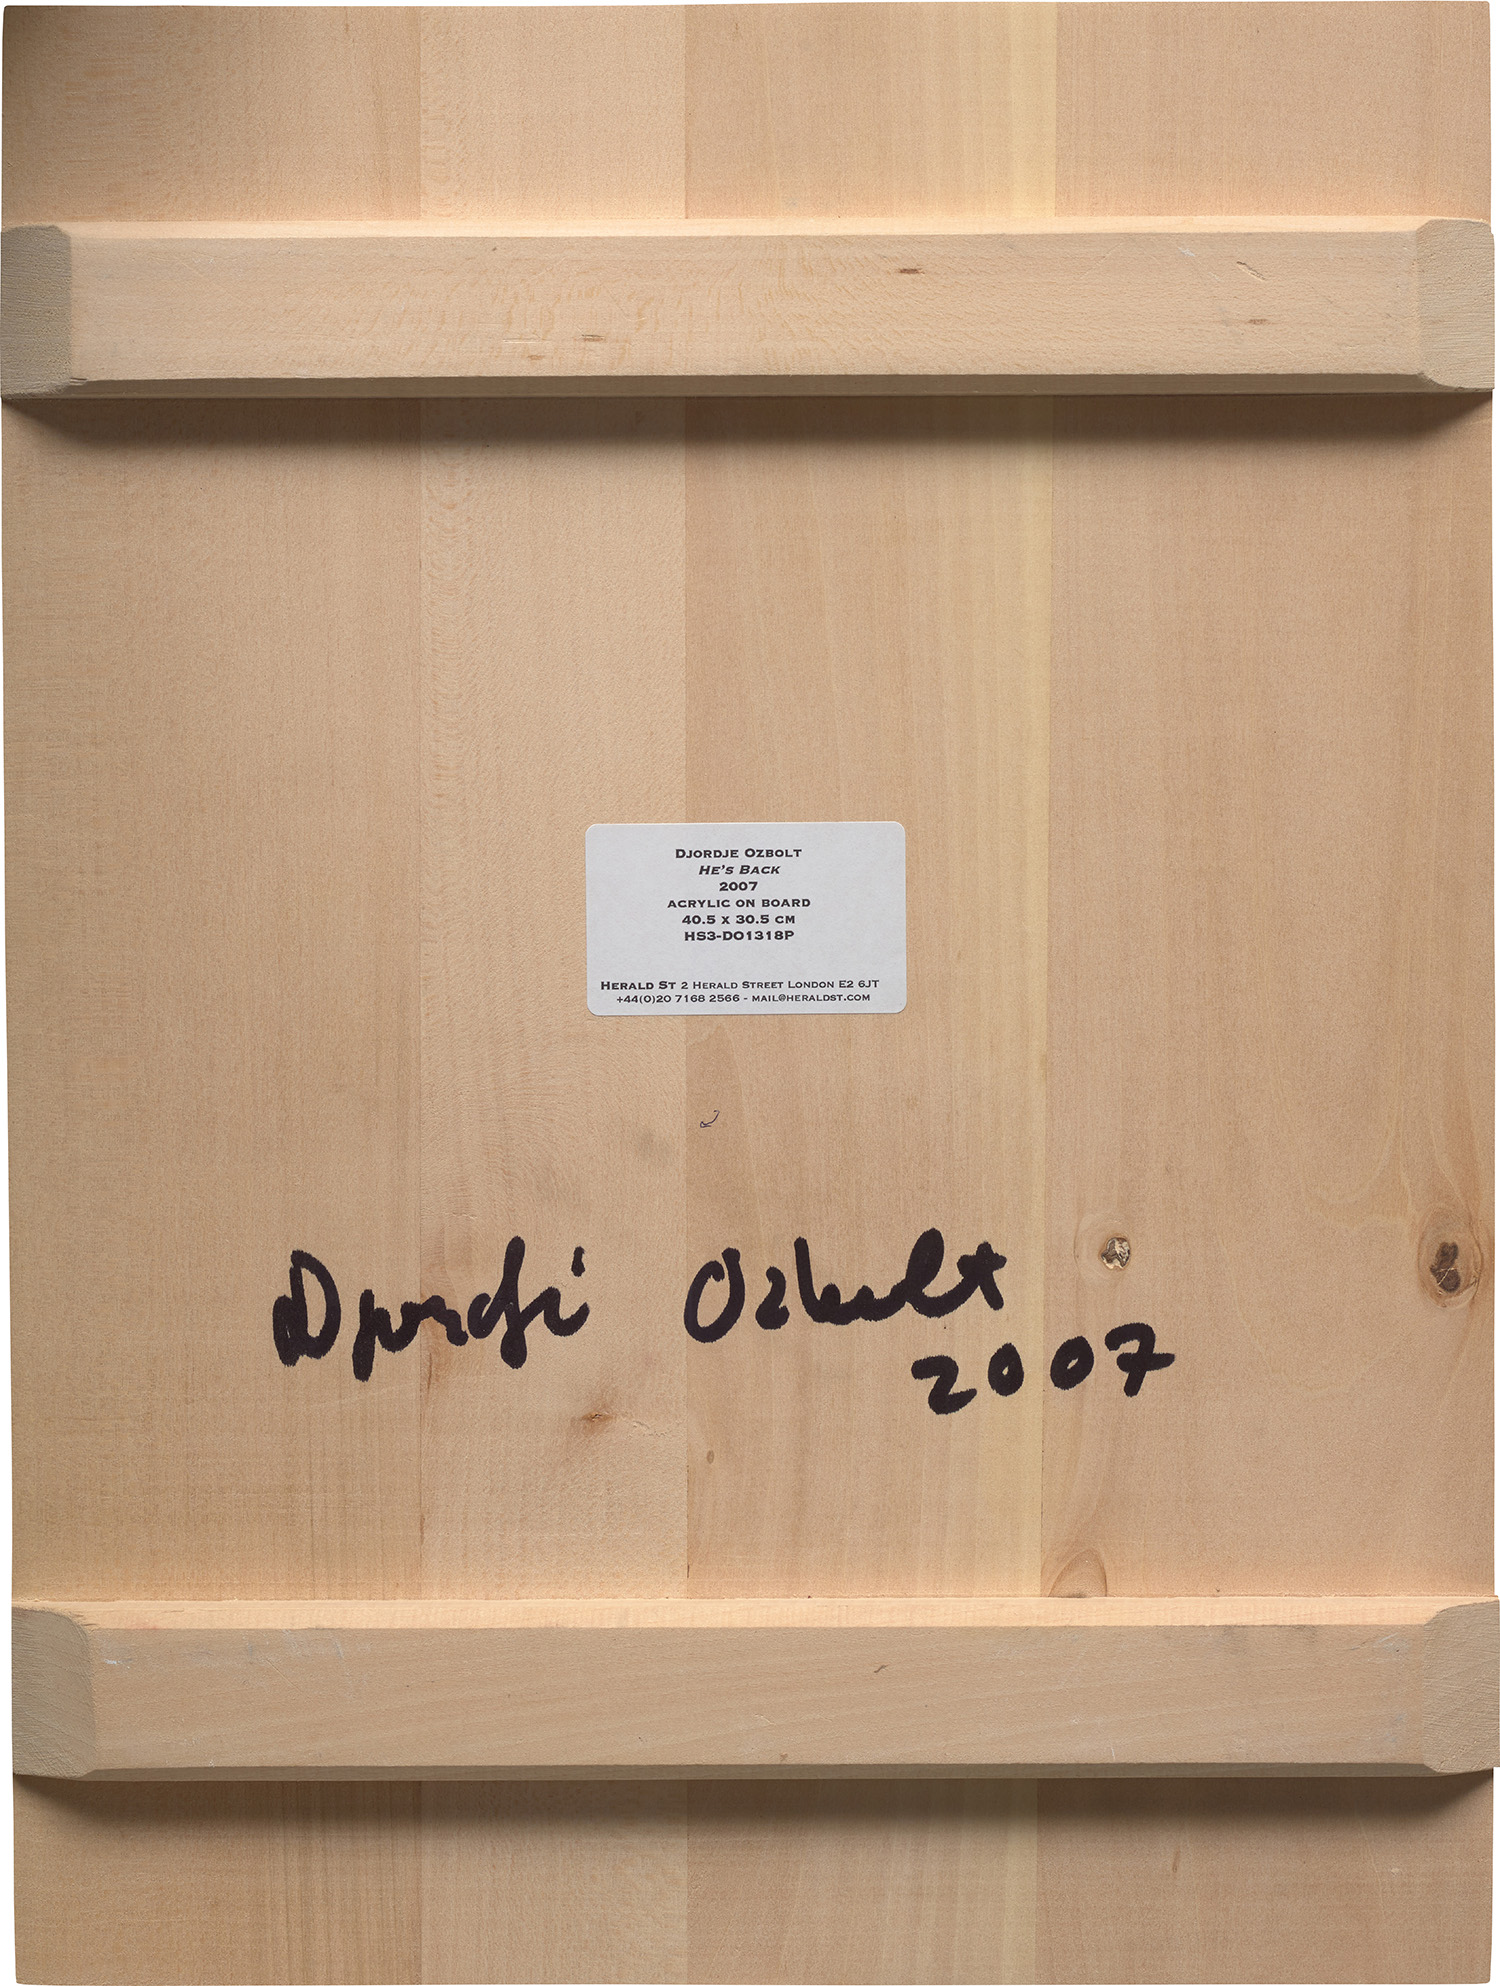 Djordje Ozbolt
He's Back
2007
acrylic on board
40.5 x 30.5 cm
HS3-DO1318P
Herald St 2 Herald Street London E2 6JT
+44(0)20 7168 2566 - mail@heraldst.com
Djordje Ozbolt
2007